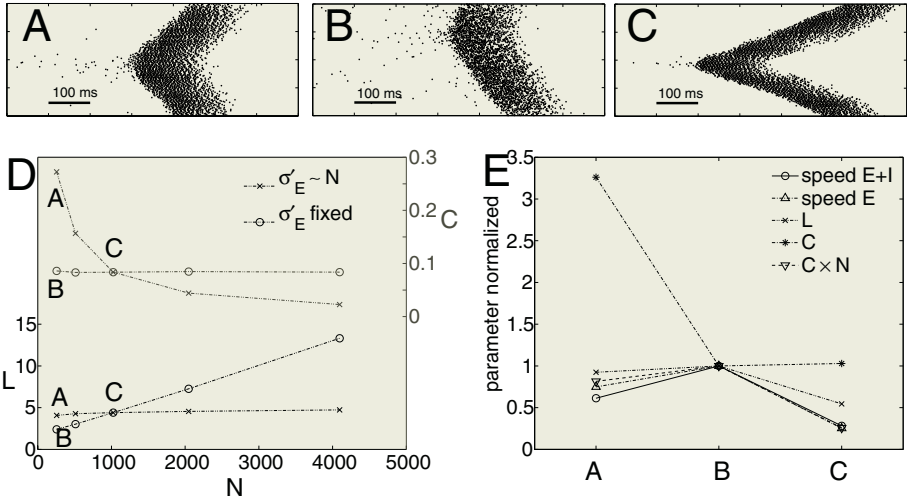 A
B
C
100 ms
100 ms
100 ms
D
0.3
σ′E ~ N
A
σ′E fixed
0.2
C
C
0.1
B
0
15
10
L
A
C
5
B
0
0 1000 2000 3000 4000 5000
N
E
3.5
speed E+I
speed E
3
L
C
C × N
2.5
2
parameter normalized
1.5
1
0.5
0
A B C